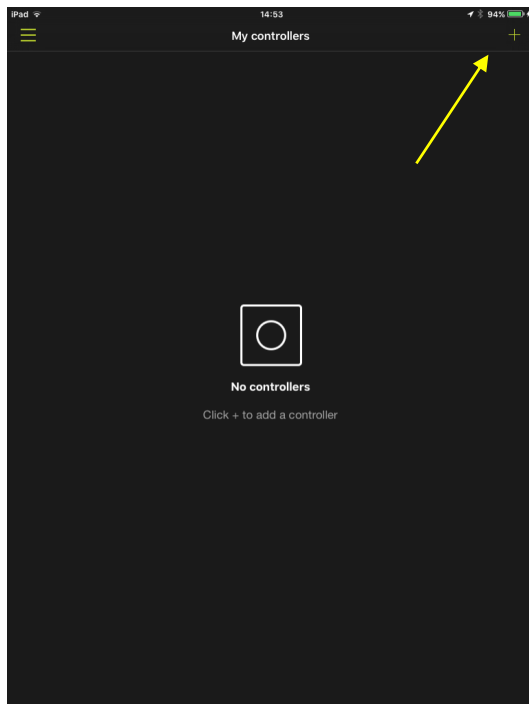 iPad 14:53 94%
My controllers +
No controllers
Click + to add a controller